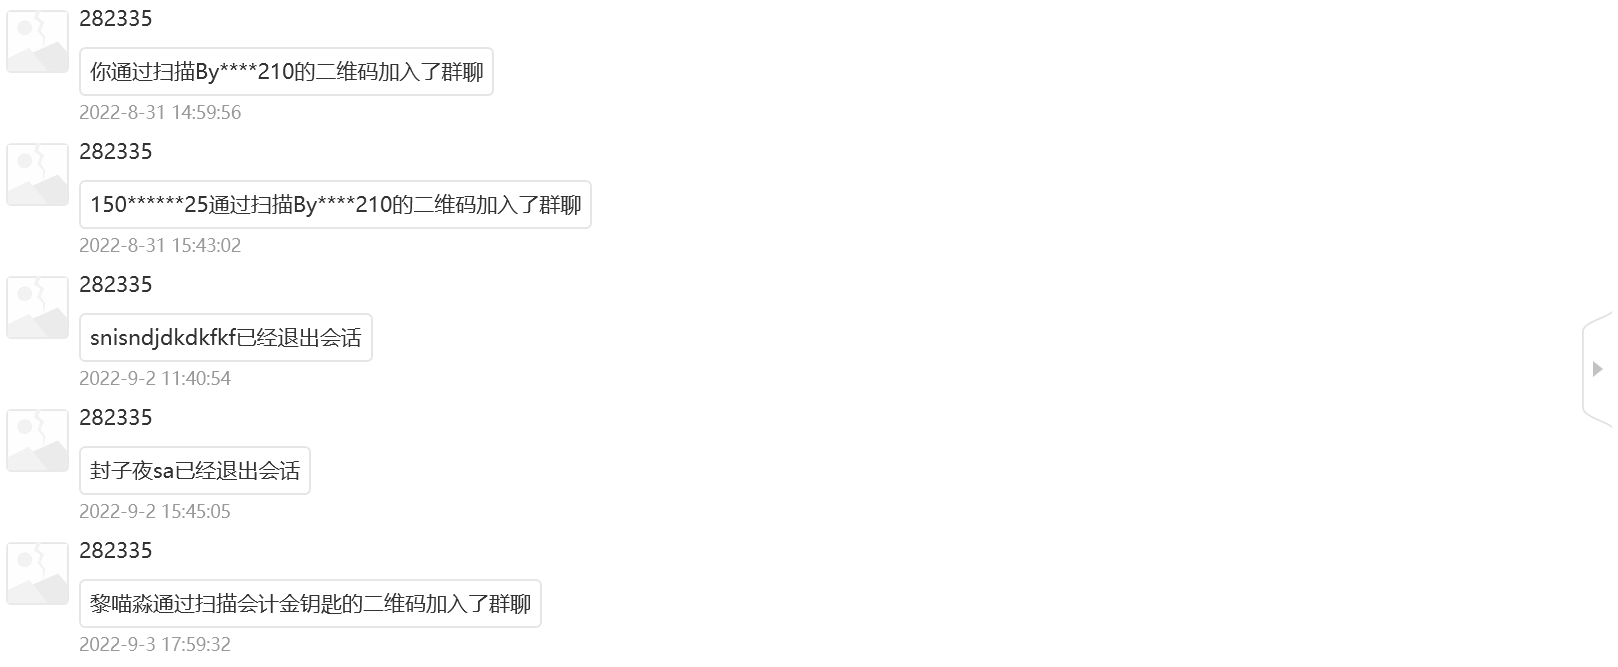 282335
你通过扫描By****210的二维码加入了群聊
2022-8-31 14:59:56
282335
150******25通过扫描By****210的二维码加入了群聊
2022-8-31 15:43:02
282335
snisndjdkdkfkf已经退出会话
2022-9-2 11:40:54
282335
封子夜sa已经退出会话
2022-9-2 15:45:05
282335
黎喵淼通过扫描会计金钥匙的二维码加入了群聊
2022-9-3 17:59:32